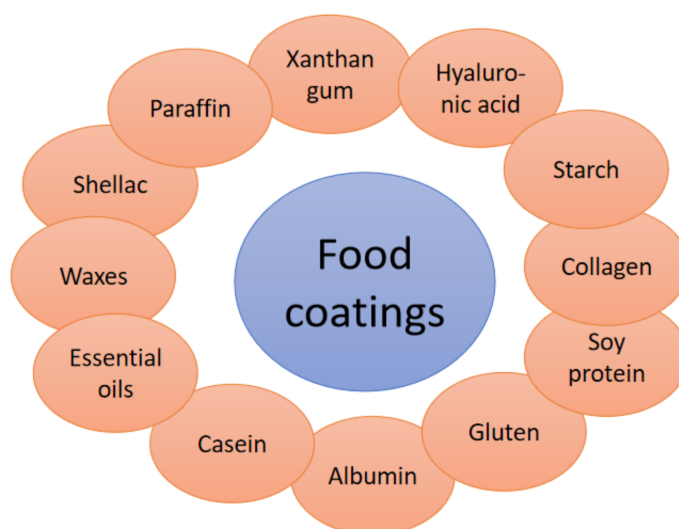 Food
coatings
Xanthan
gum
Hyaluro-
nic acid
Starch
Collagen
Soy
protein
Gluten
Albumin
Casein
Essential
oils
Waxes
Shellac
Paraffin